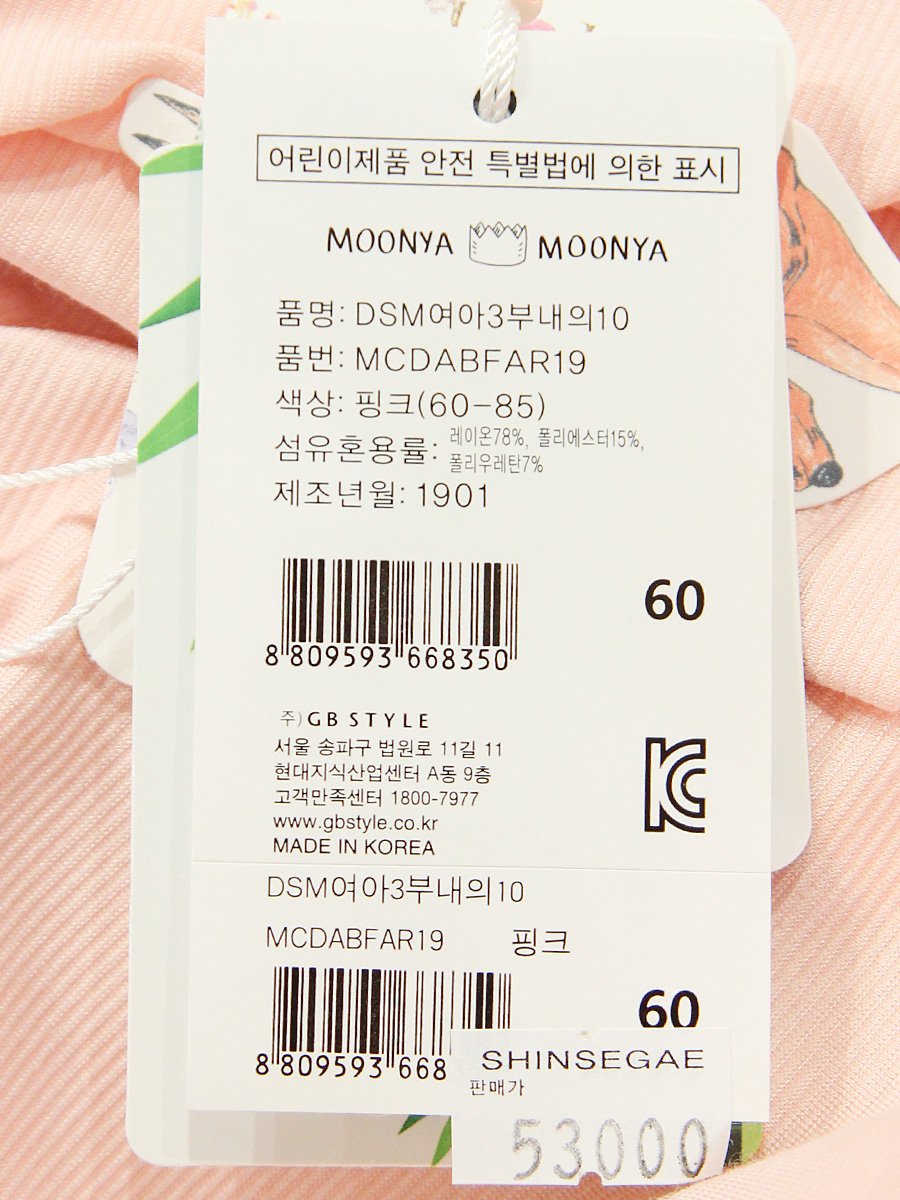 어린이제품 안전 특별법에 의한 표시
MOONYA MOONYA
품명: DSM여아3부내의10
품번: MCDABFAR19
색상: 핑크(60-85)
섬유혼용률: 레이온78%, 폴리에스터15%,
폴리우레탄7%
제조년월: 1901
60
8 809593 668350
주)GB STYLE
서울 송파구 법원로 11길 11
현대지식산업센터 A동 9층
고객만족센터 1800-7977
www.gbstyle.co.kr
MADE IN KOREA
KC
DSM여아3부내의10
MCDABFAR19 핑크
60
8 809593 668
SHINSEGAE
판매가
53000